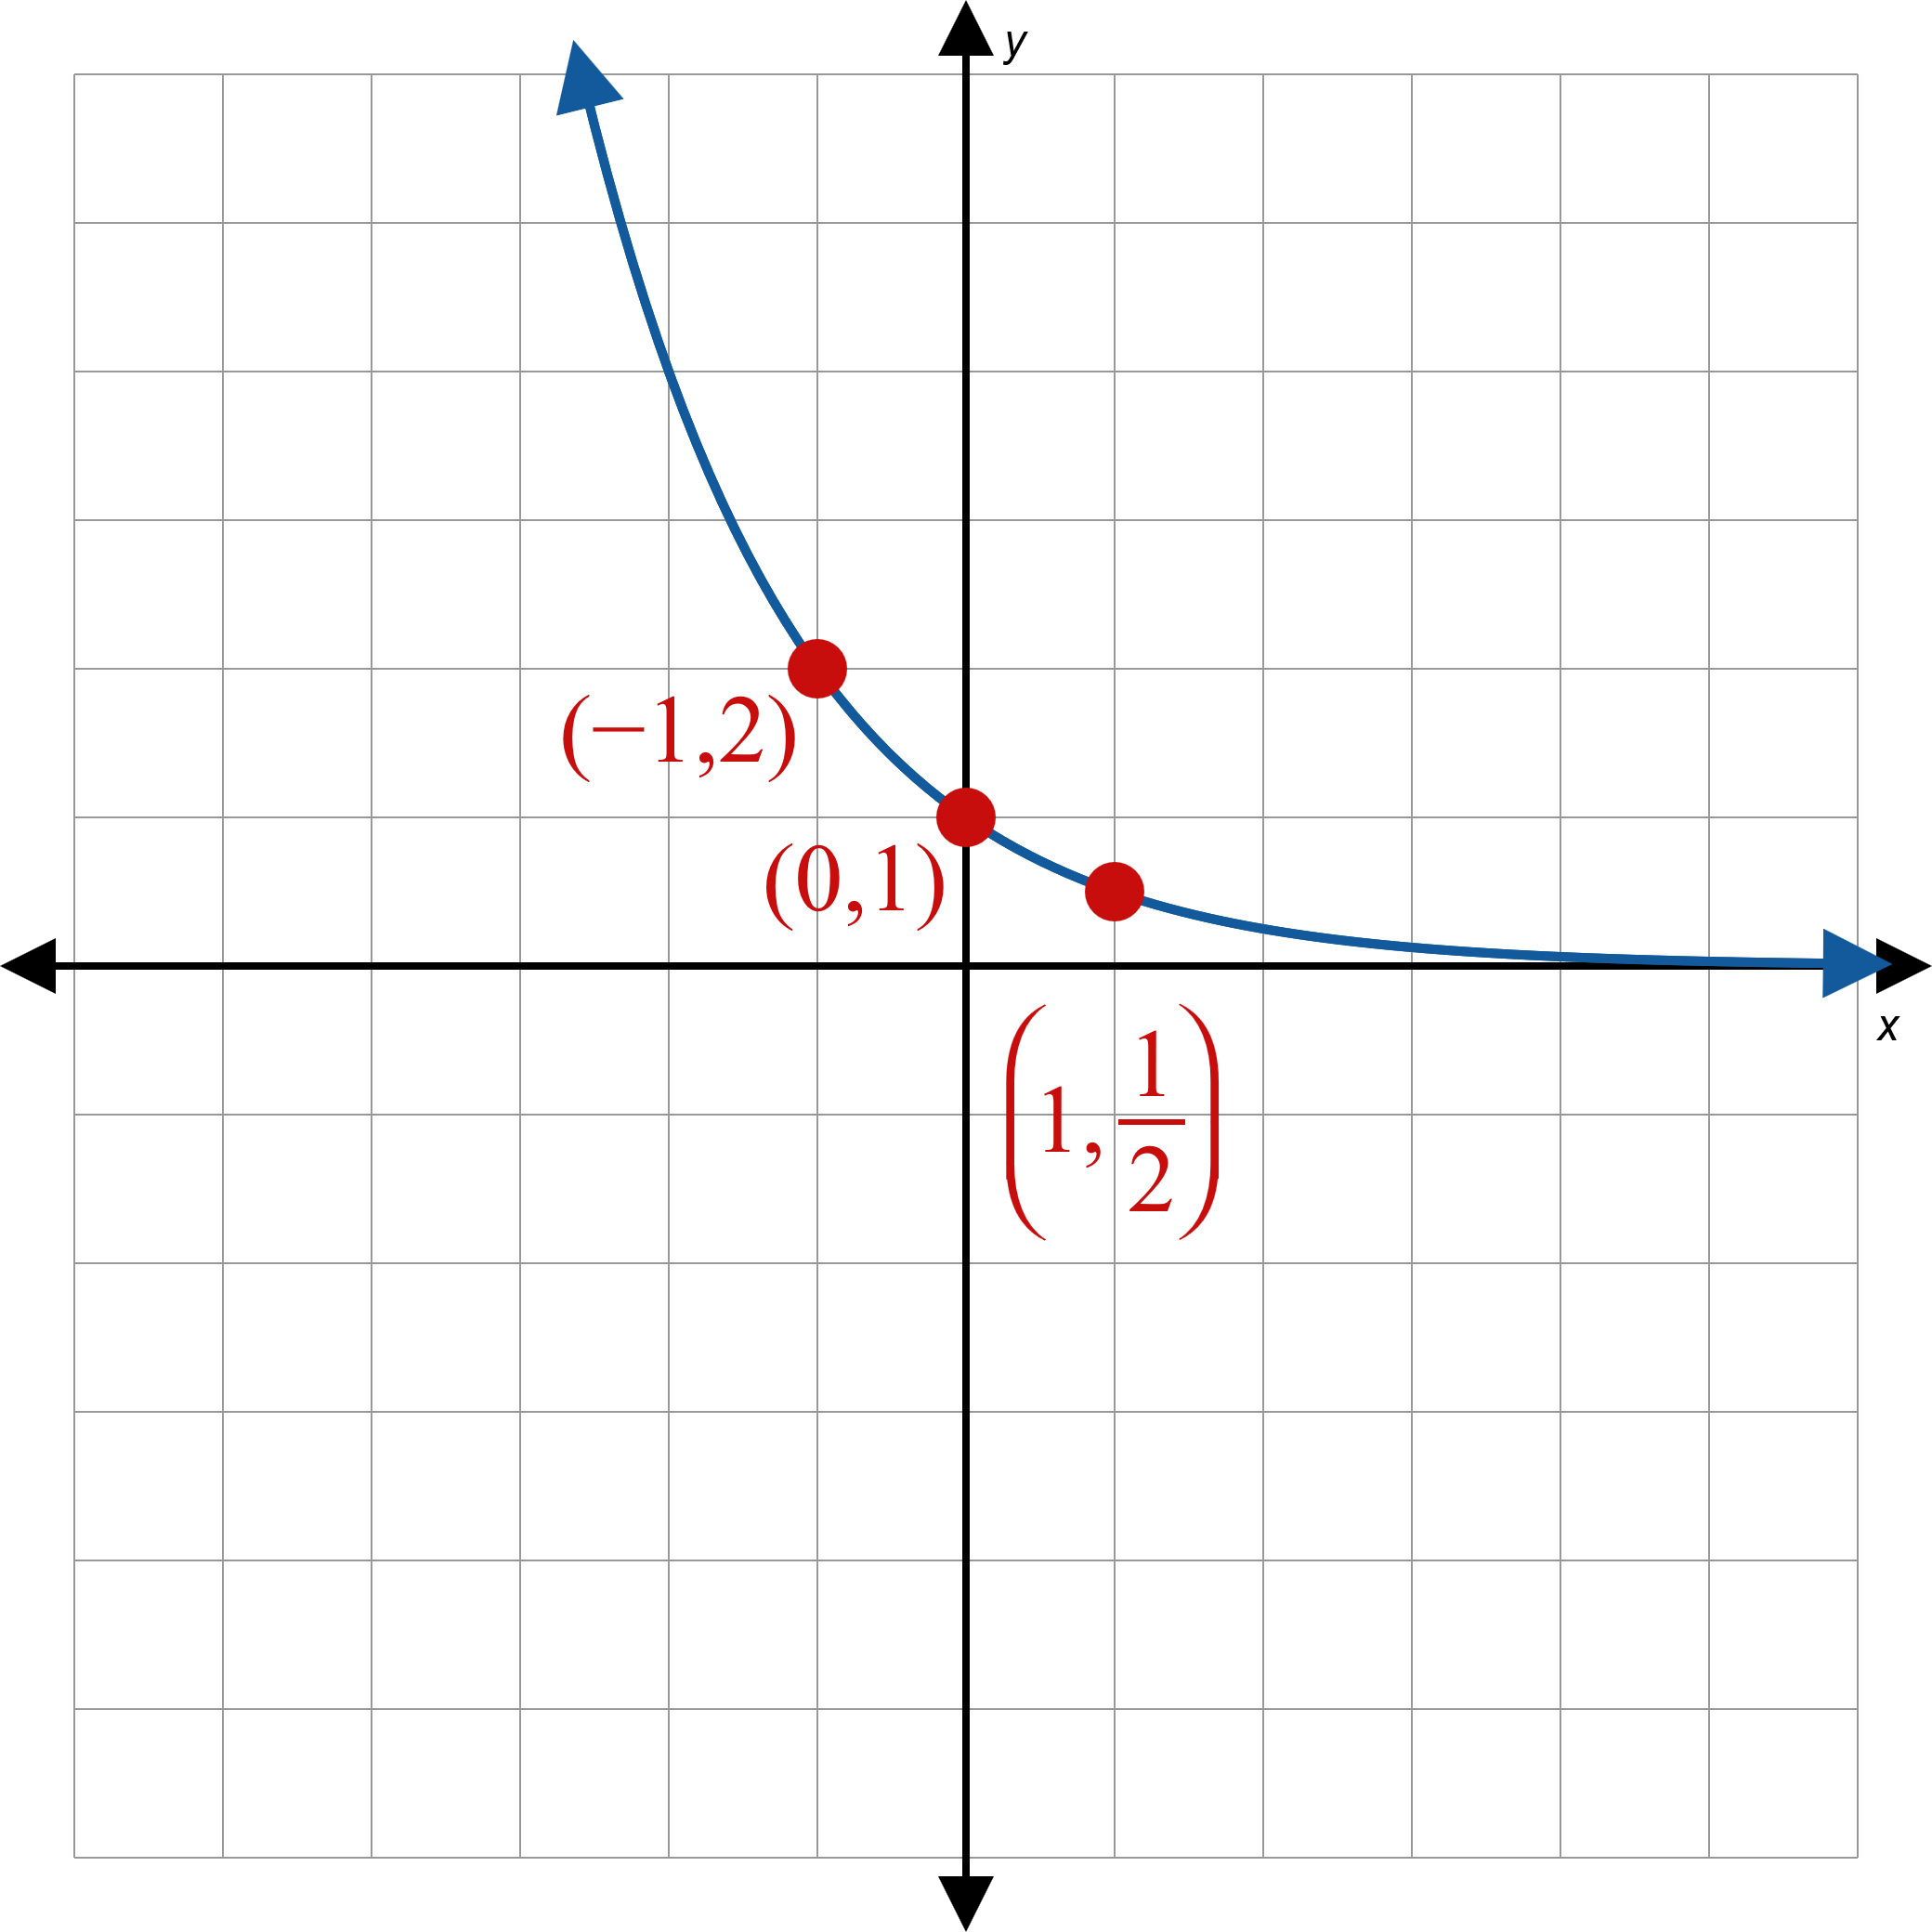 y
(−1,2)
(0,1)
x
(1, 1/2)